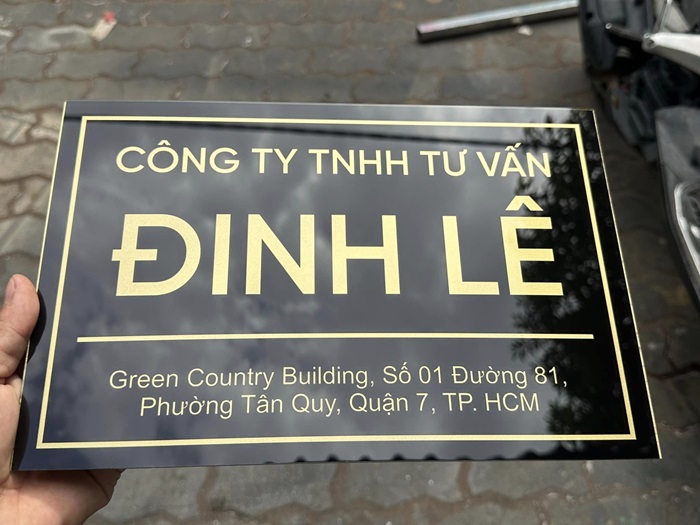 CÔNG TY TNHH TƯ VẤN
ĐINH LÊ
Green Country Building, Số 01 Đường 81,
Phường Tân Quy, Quận 7, TP. HCM